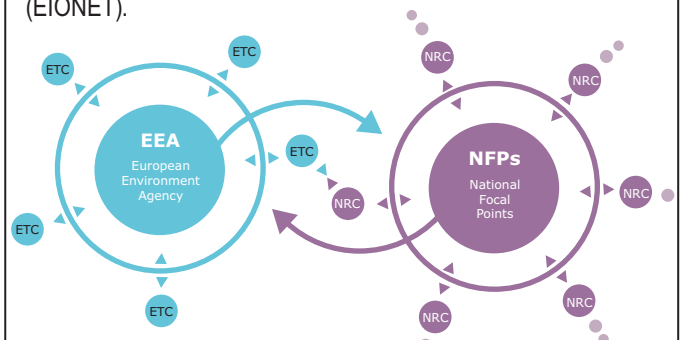 (EIONET).
ETC
ETC
NRC
NRC
EEA
European
Environment
Agency
ETC
NFPs
National
Focal
Points
NRC
NRC
ETC
ETC
NRC
NRC